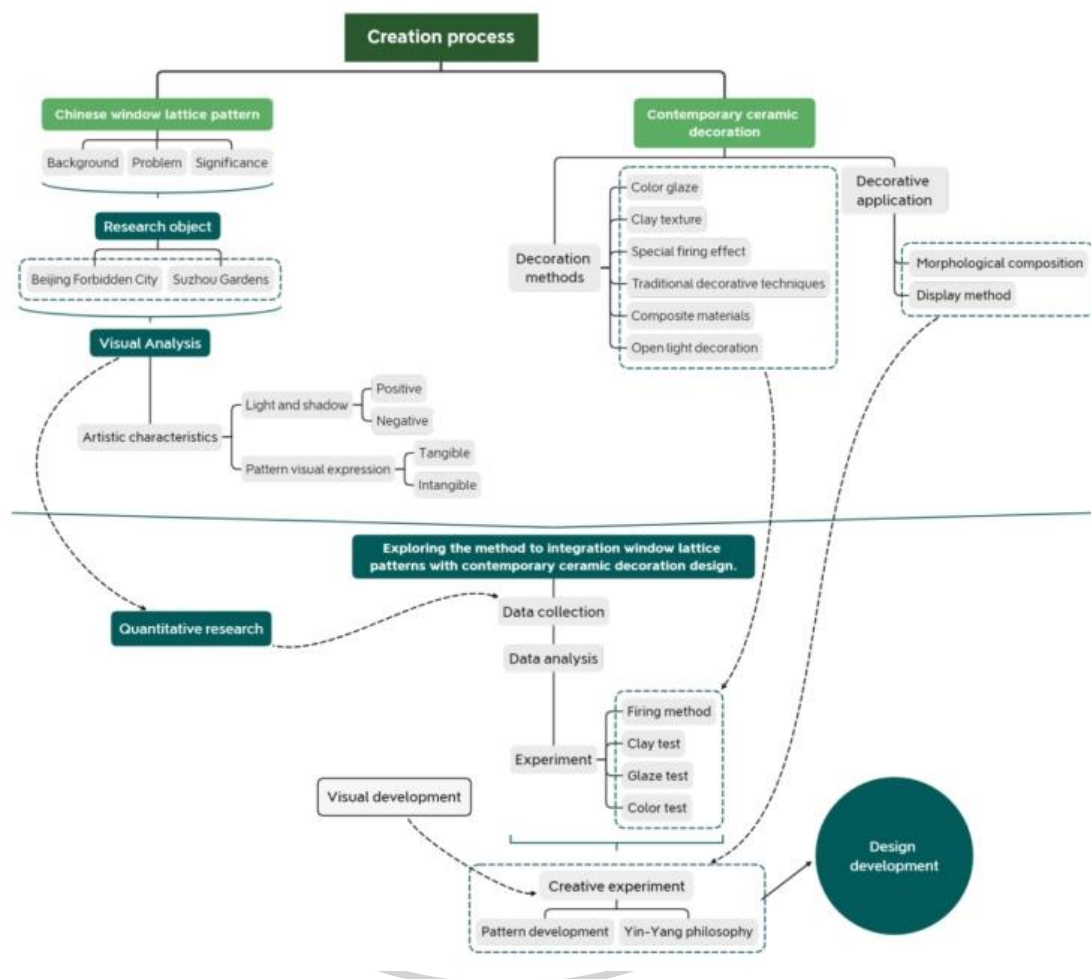 Creation process
Chinese window lattice pattern
Background
Problem
Significance
Research object
Beijing Forbidden City
Suzhou Gardens
Visual Analysis
Artistic characteristics
Light and shadow
Positive
Negative
Pattern visual expression
Tangible
Intangible
Contemporary ceramic
decoration
Decoration
methods
Color glaze
Clay texture
Special firing effect
Traditional decorative techniques
Composite materials
Open light decoration
Decorative
application
Morphological composition
Display method
Exploring the method to integration window lattice
patterns with contemporary ceramic decoration design.
Quantitative research
Data collection
Data analysis
Experiment
Firing method
Clay test
Glaze test
Color test
Visual development
Creative experiment
Pattern development
Yin-Yang philosophy
Design
development